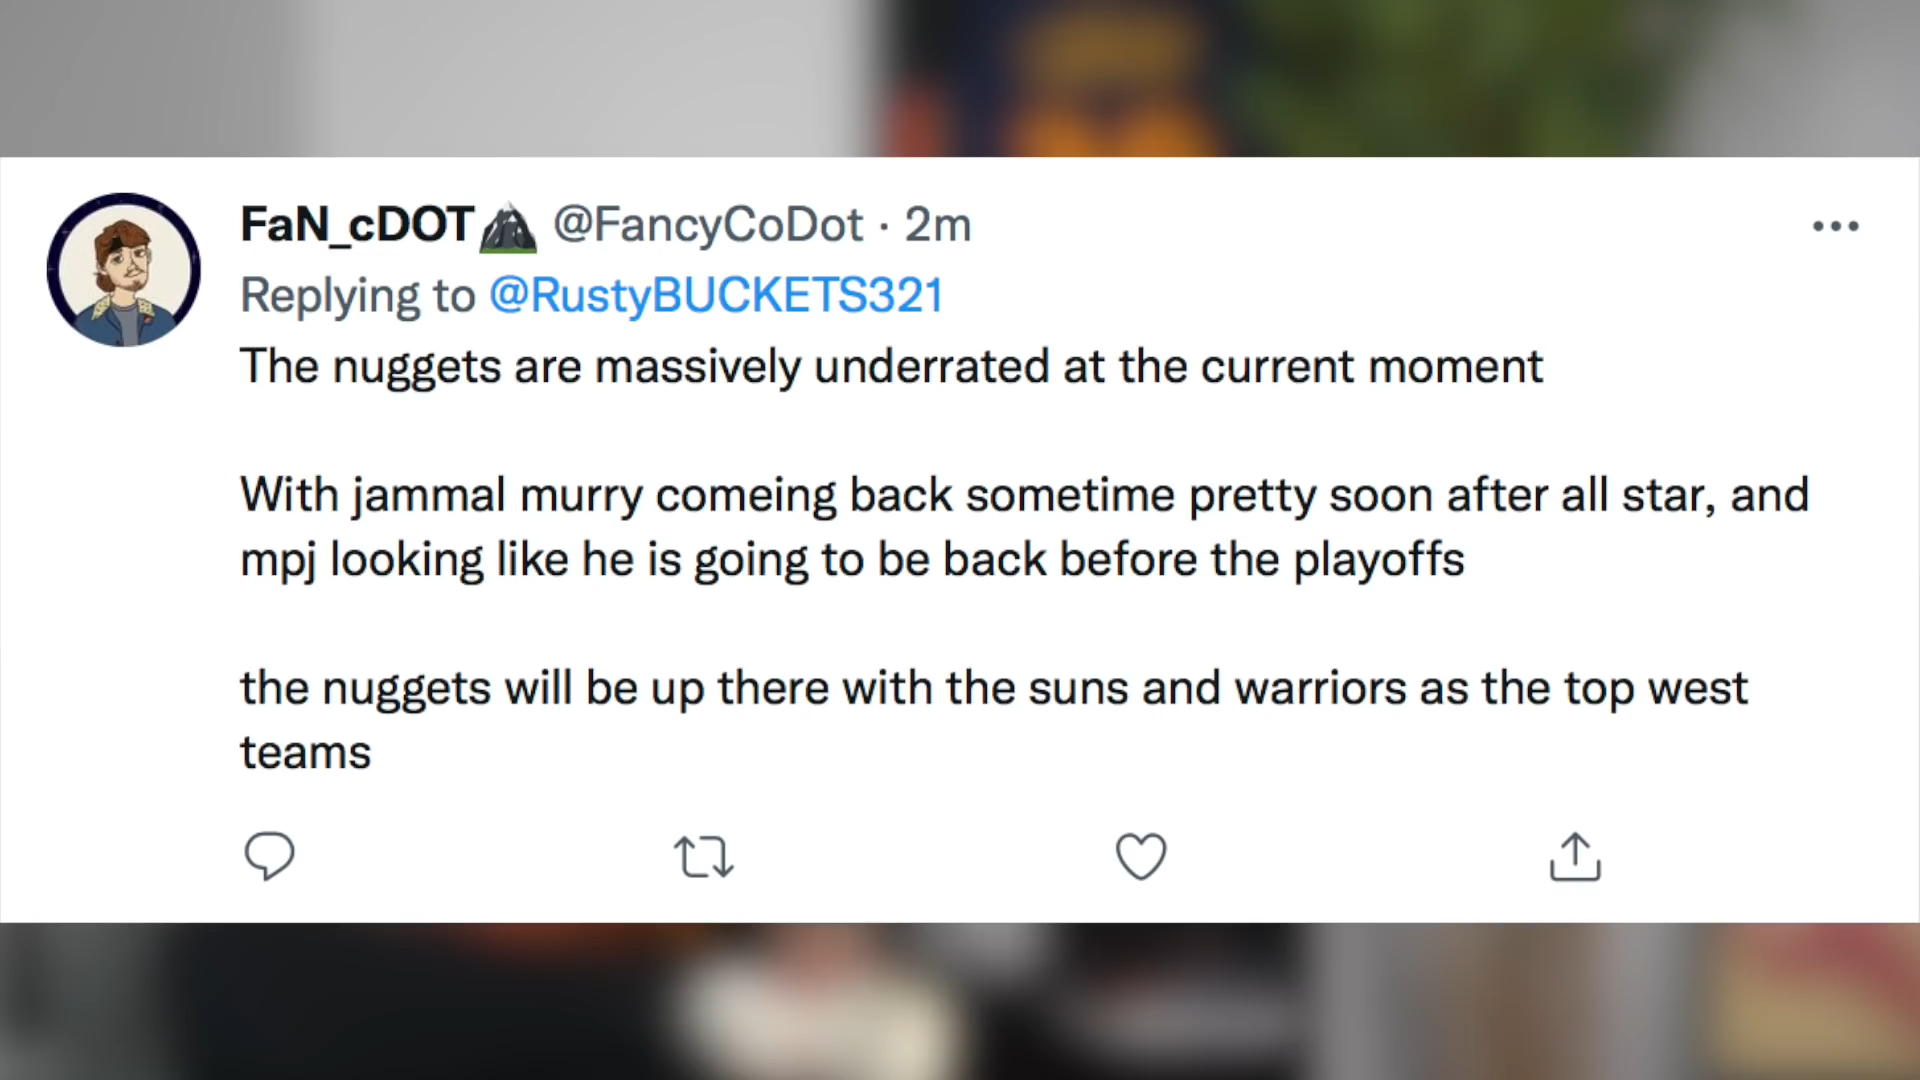 FaN_cDOT⛰ @FancyCoDot · 2m
Replying to @RustyBUCKETS321
The nuggets are massively underrated at the current moment
With jammal murry comeing back sometime pretty soon after all star, and
mpj looking like he is going to be back before the playoffs
the nuggets will be up there with the suns and warriors as the top west
teams